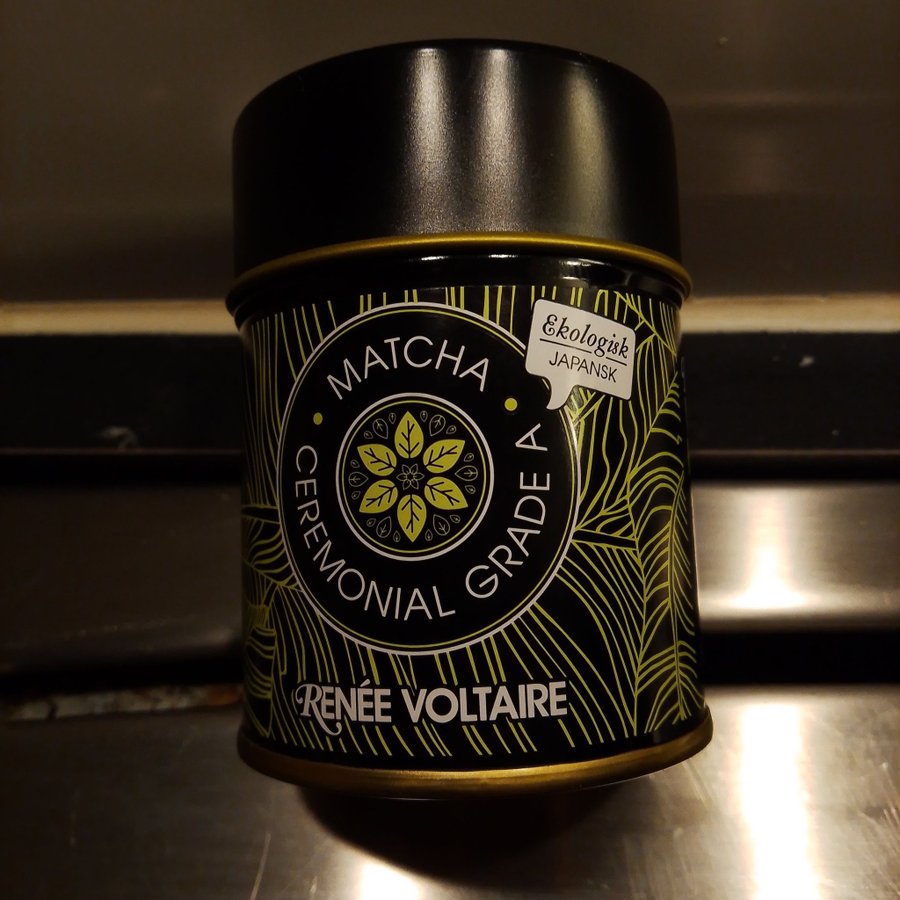 MATCHA
Ekologisk
JAPANSK
CEREMONIAL GRADE A
RENÉE VOLTAIRE